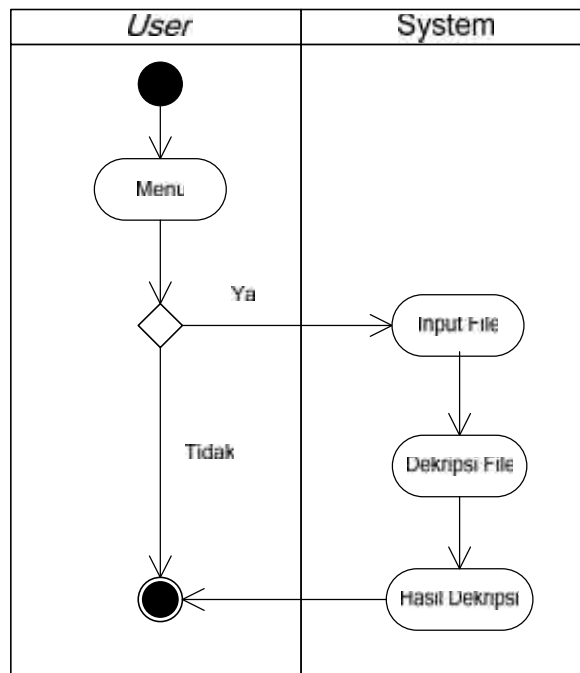 User
System
Menu
Ya
Input File
Tidak
Dekripsi File
Hasil Dekripsi